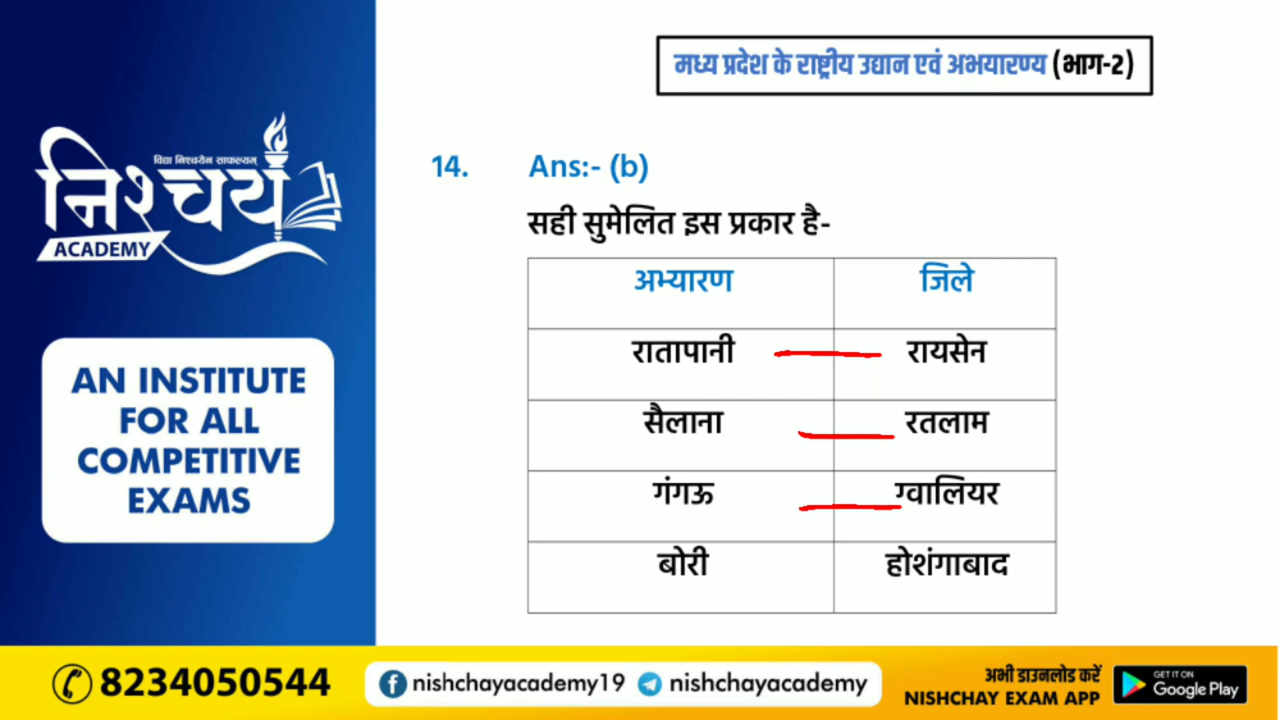 मध्य प्रदेश के राष्ट्रीय उद्यान एवं अभयारण्य (भाग-2)
विद्या निश्चयेन साफल्यम्
निश्चय
ACADEMY
AN INSTITUTE
FOR ALL
COMPETITIVE
EXAMS
14. Ans:- (b)
सही सुमेलित इस प्रकार है-
अभ्यारण जिले
रातापानी रायसेन
सैलाना रतलाम
गंगऊ ग्वालियर
बोरी होशंगाबाद
8234050544
nishchayacademy19 nishchayacademy
अभी डाउनलोड करें
NISHCHAY EXAM APP
GET IT ON
Google Play